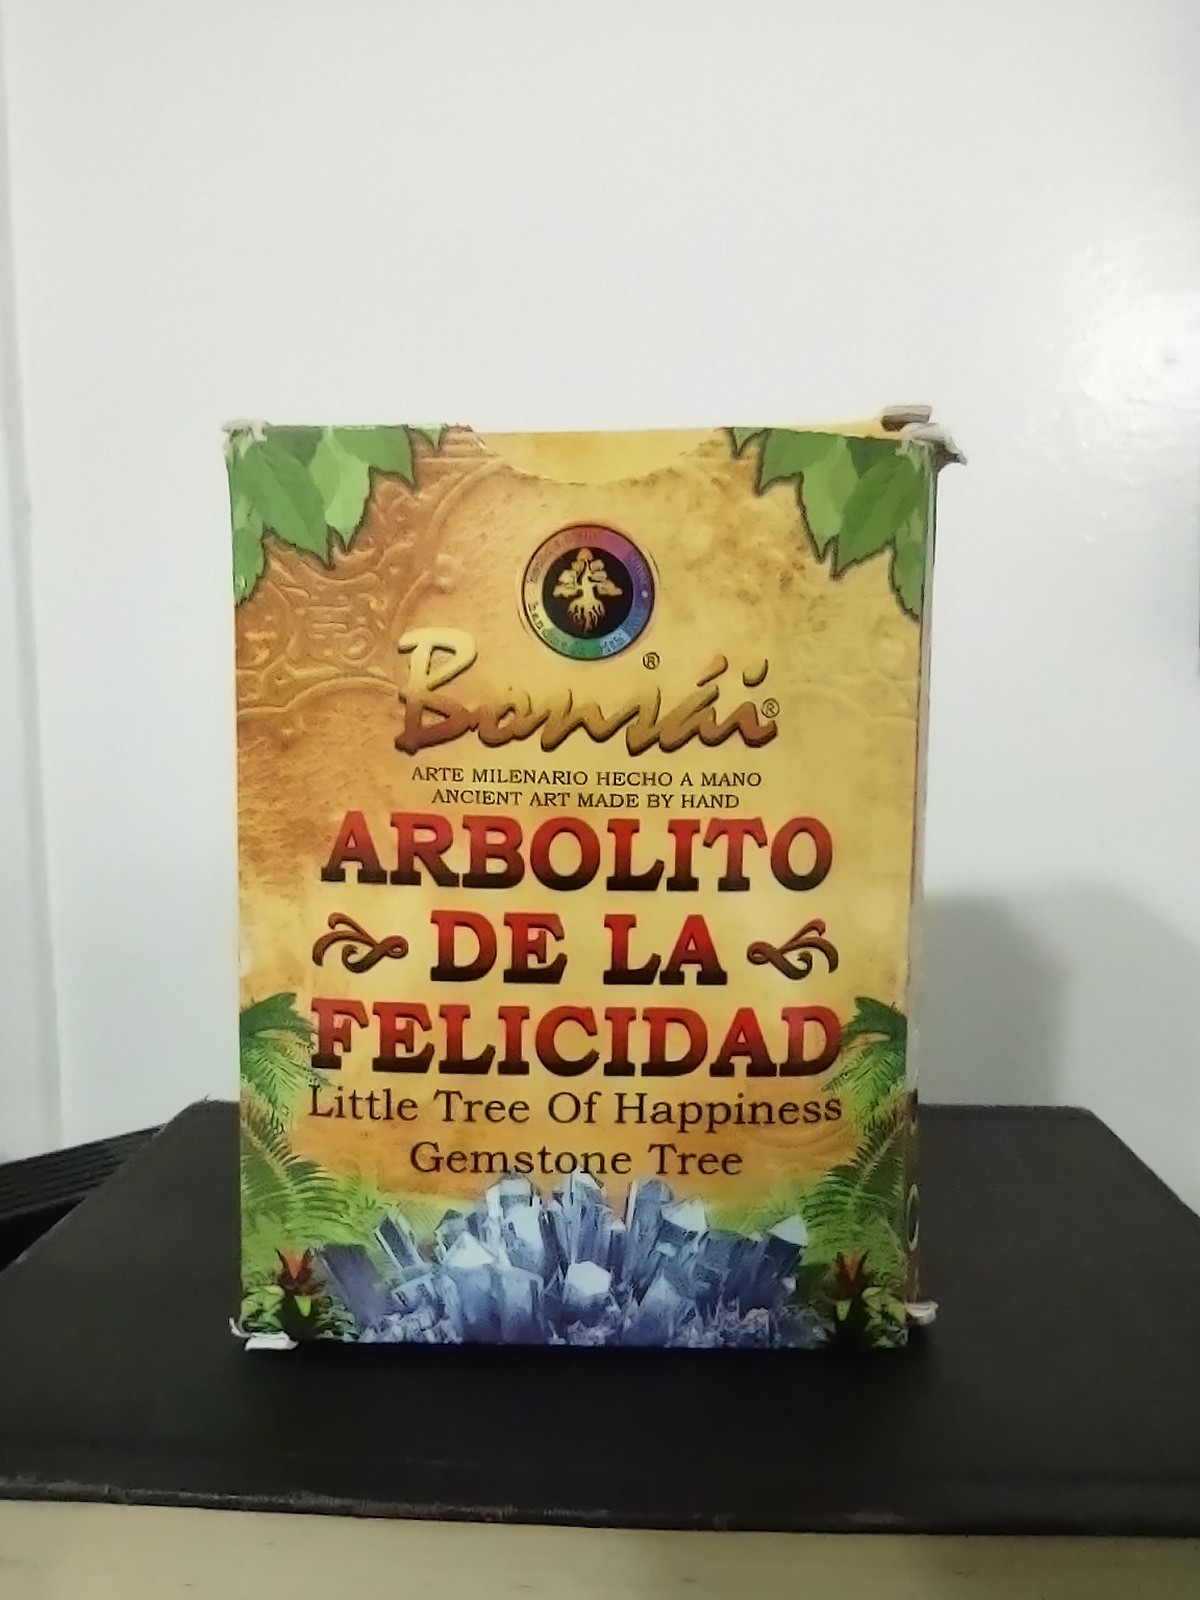 Bonsái®
®
ARTE MILENARIO HECHO A MANO
ANCIENT ART MADE BY HAND
ARBOLITO
DE LA
FELICIDAD
Little Tree Of Happiness
Gemstone Tree